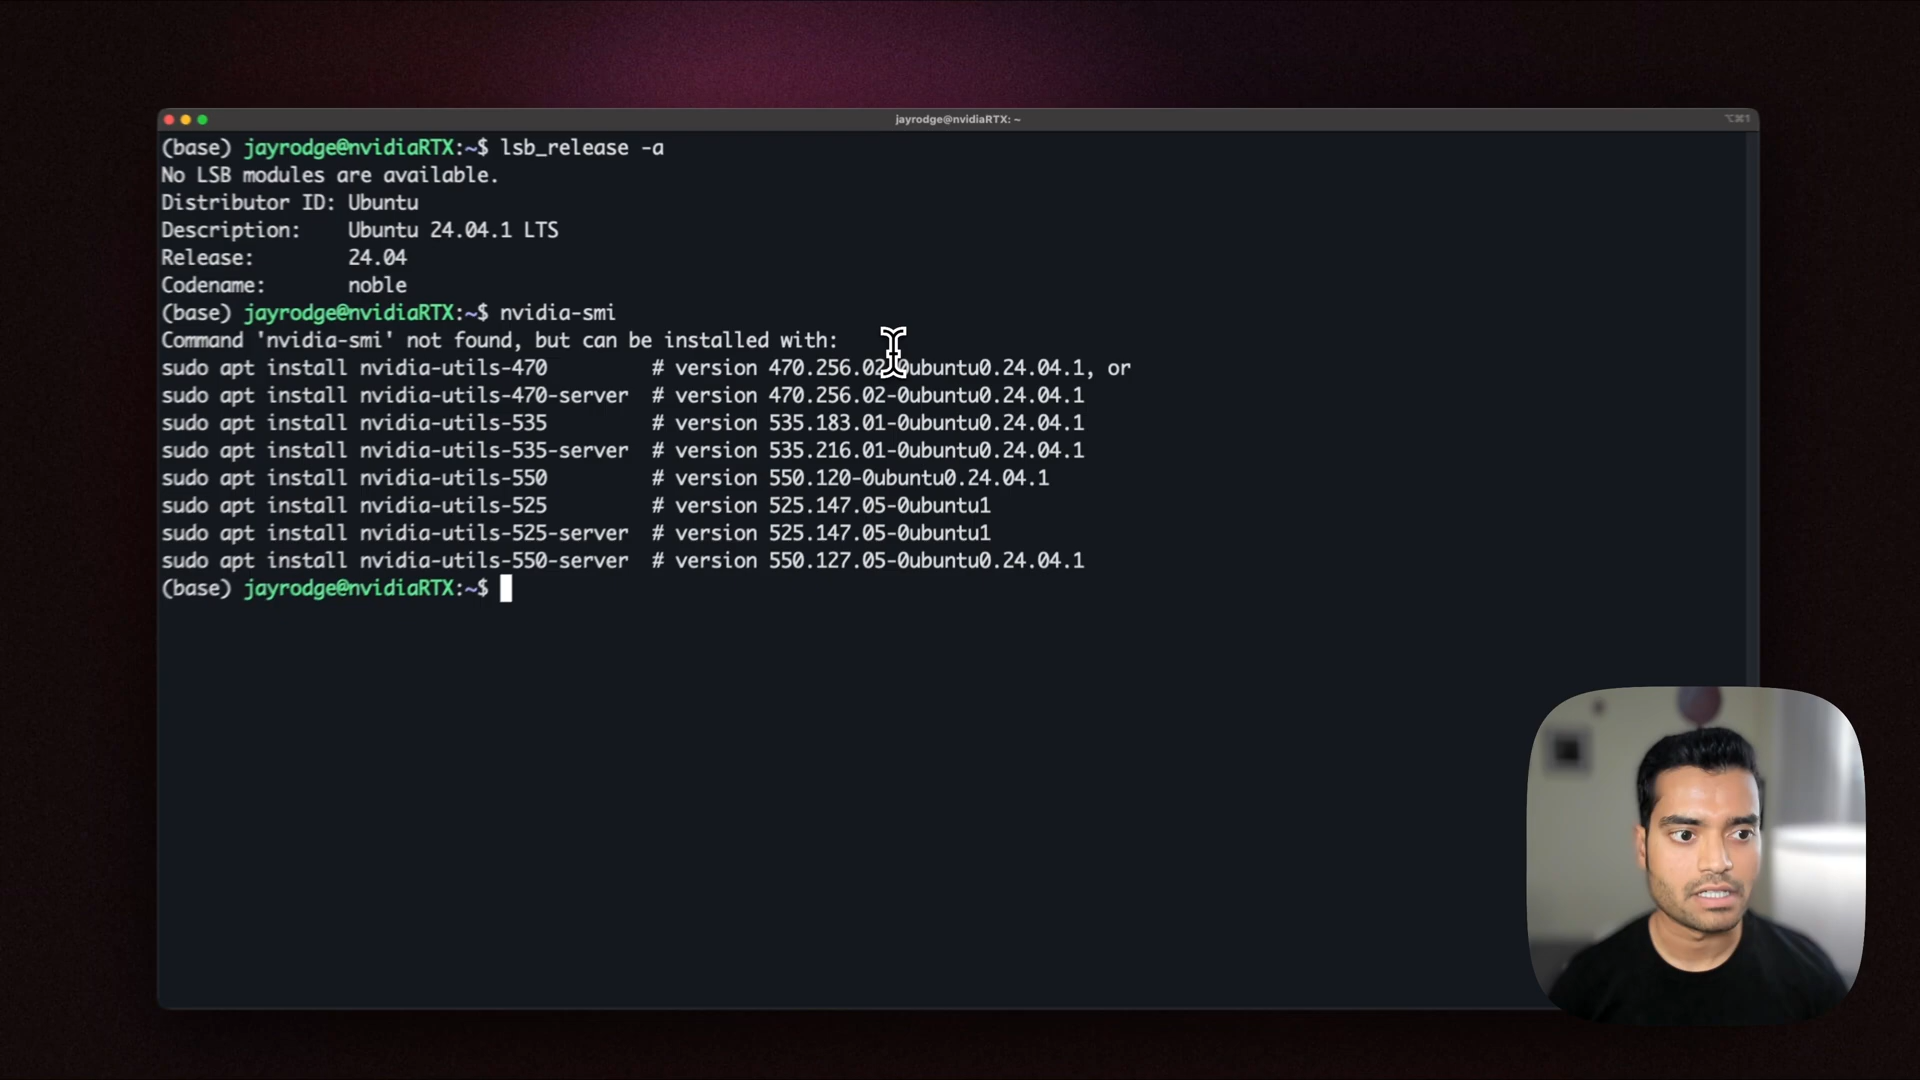 jayrodge@nvidiaRTX: ~
⌥⌘1
(base) jayrodge@nvidiaRTX:~$ lsb_release -a
No LSB modules are available.
Distributor ID: Ubuntu
Description:    Ubuntu 24.04.1 LTS
Release:        24.04
Codename:       noble
(base) jayrodge@nvidiaRTX:~$ nvidia-smi
Command 'nvidia-smi' not found, but can be installed with:
sudo apt install nvidia-utils-470         # version 470.256.02-0ubuntu0.24.04.1, or
sudo apt install nvidia-utils-470-server  # version 470.256.02-0ubuntu0.24.04.1
sudo apt install nvidia-utils-535         # version 535.183.01-0ubuntu0.24.04.1
sudo apt install nvidia-utils-535-server  # version 535.216.01-0ubuntu0.24.04.1
sudo apt install nvidia-utils-550         # version 550.120-0ubuntu0.24.04.1
sudo apt install nvidia-utils-525         # version 525.147.05-0ubuntu1
sudo apt install nvidia-utils-525-server  # version 525.147.05-0ubuntu1
sudo apt install nvidia-utils-550-server  # version 550.127.05-0ubuntu0.24.04.1
(base) jayrodge@nvidiaRTX:~$